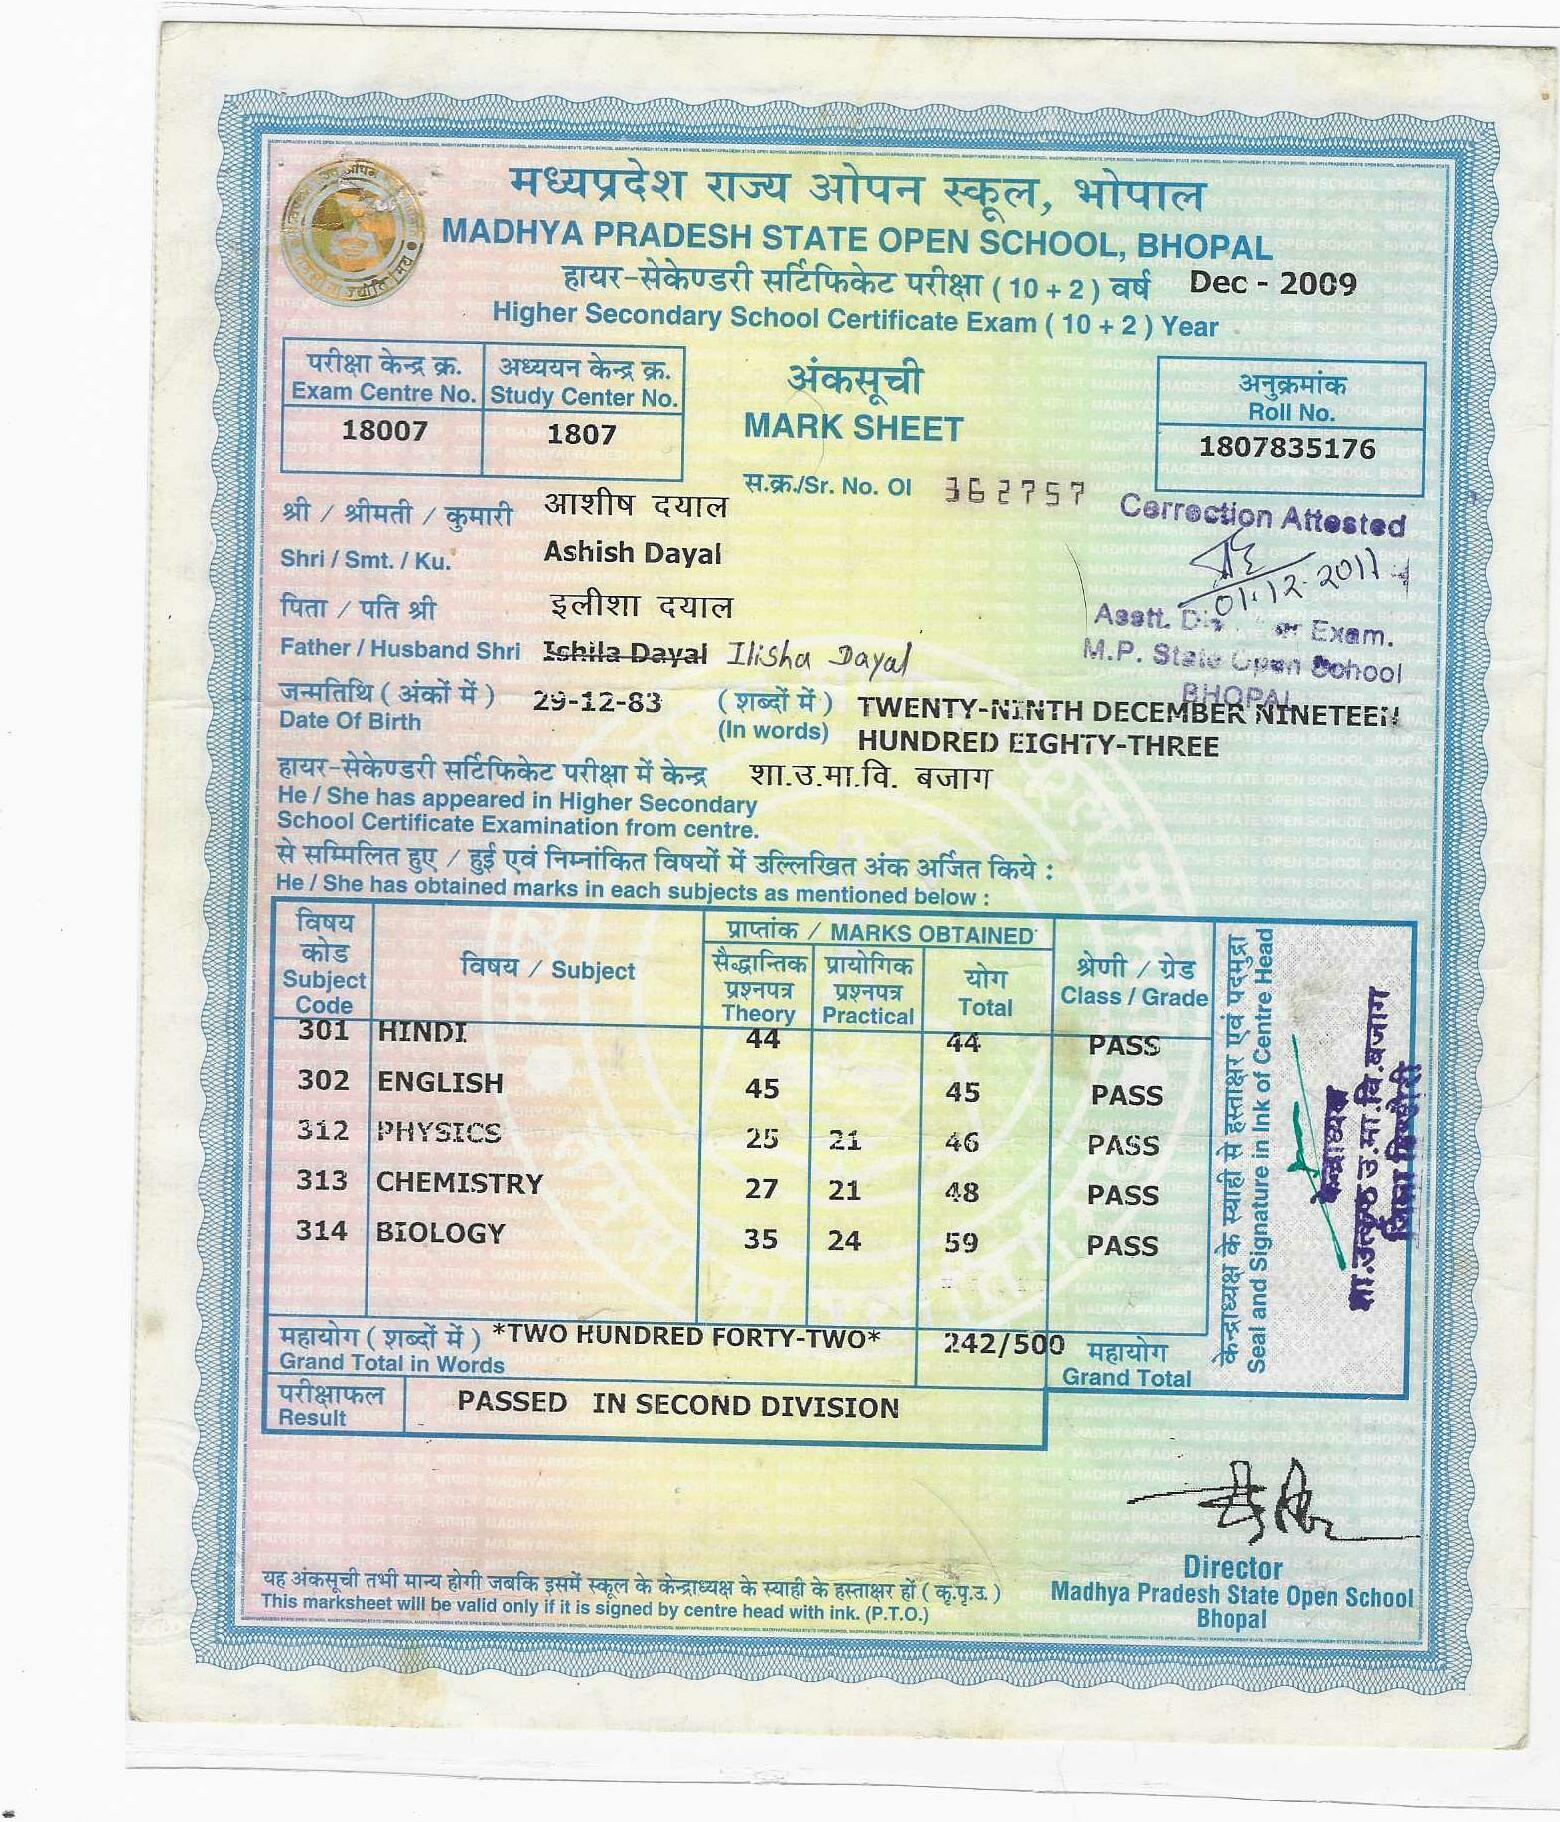 मध्यप्रदेश राज्य ओपन स्कूल, भोपाल
MADHYA PRADESH STATE OPEN SCHOOL, BHOPAL
हायर-सेकेण्डरी सर्टिफिकेट परीक्षा ( 10 + 2 ) वर्ष Dec - 2009
Higher Secondary School Certificate Exam ( 10 + 2 ) Year
परीक्षा केन्द्र क्र. अध्ययन केन्द्र क्र.
Exam Centre No. Study Center No.
18007 1807
अंकसूची
MARK SHEET
अनुक्रमांक
Roll No.
1807835176
स.क्र./Sr. No. OI 362757
Correction Attested
01.12.2011
Asstt. Exam.
M.P. State Open School
BHOPAL
श्री / श्रीमती / कुमारी आशीष दयाल
Shri / Smt. / Ku. Ashish Dayal
पिता / पति श्री इलीशा दयाल
Father / Husband Shri Ishila Dayal Ilisha Dayal
जन्मतिथि ( अंकों में ) 29-12-83 ( शब्दों में ) TWENTY-NINTH DECEMBER NINETEEN
Date Of Birth (In words) HUNDRED EIGHTY-THREE
हायर-सेकेण्डरी सर्टिफिकेट परीक्षा में केन्द्र शा.उ.मा.वि. बजाग
He / She has appeared in Higher Secondary
School Certificate Examination from centre.
से सम्मिलित हुए / हुई एवं निम्नांकित विषयों में उल्लिखित अंक अर्जित किये :
He / She has obtained marks in each subjects as mentioned below :
विषय कोड Subject Code विषय / Subject प्राप्तांक / MARKS OBTAINED श्रेणी / ग्रेड Class / Grade
सैद्धान्तिक प्रश्नपत्र Theory प्रायोगिक प्रश्नपत्र Practical योग Total
301 HINDI 44 44 PASS
302 ENGLISH 45 45 PASS
312 PHYSICS 25 21 46 PASS
313 CHEMISTRY 27 21 48 PASS
314 BIOLOGY 35 24 59 PASS
महायोग ( शब्दों में ) *TWO HUNDRED FORTY-TWO* 242/500 महायोग
Grand Total in Words Grand Total
परीक्षाफल PASSED IN SECOND DIVISION
Result
केन्द्राध्यक्ष के स्याही से हस्ताक्षर एवं पदमुद्रा
Seal and Signature in Ink of Centre Head
केन्द्राध्यक्ष
शा.उत्कृष्ठ उ.मा.वि.बजाग
जिला डिण्डौरी
Director
Madhya Pradesh State Open School
Bhopal
यह अंकसूची तभी मान्य होगी जबकि इसमें स्कूल के केन्द्राध्यक्ष के स्याही के हस्ताक्षर हों ( कृ.पृ.उ. )
This marksheet will be valid only if it is signed by centre head with ink. (P.T.O.)